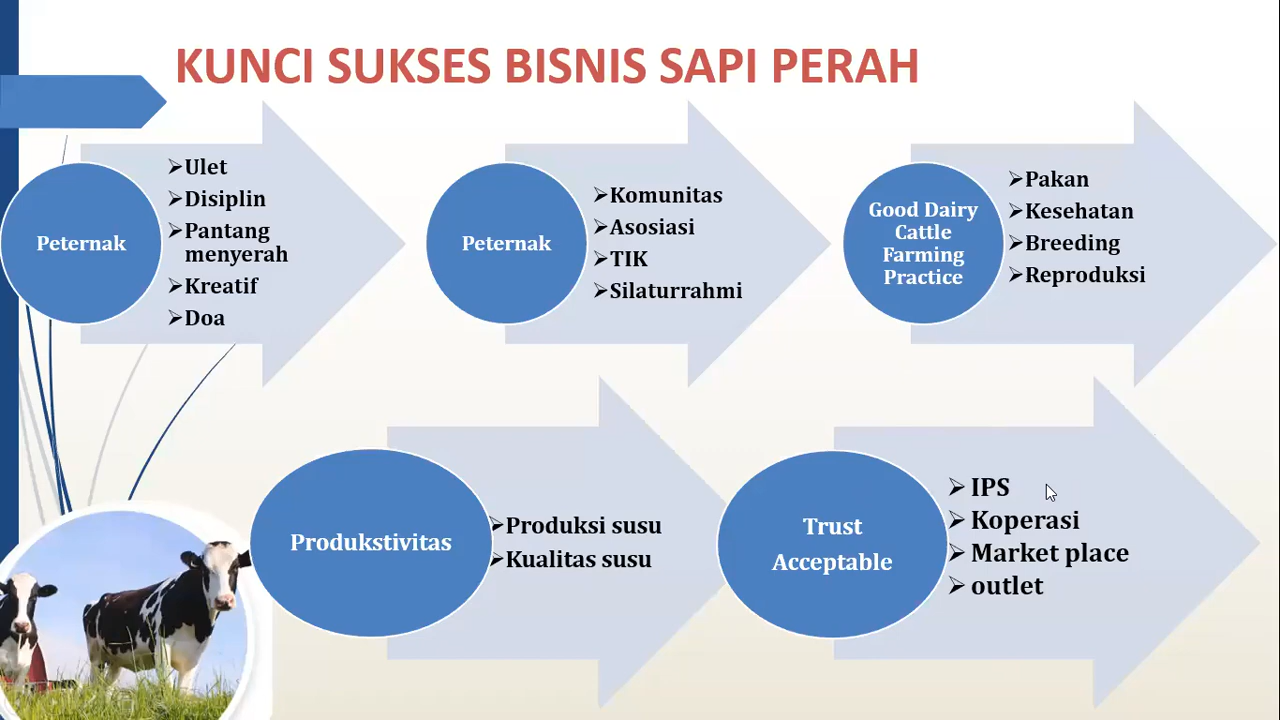 KUNCI SUKSES BISNIS SAPI PERAH
Peternak
➢Ulet
➢Disiplin
➢Pantang
menyerah
➢Kreatif
➢Doa
Peternak
➢Komunitas
➢Asosiasi
➢TIK
➢Silaturrahmi
Good Dairy
Cattle
Farming
Practice
➢Pakan
➢Kesehatan
➢Breeding
➢Reproduksi
Produkstivitas
➢Produksi susu
➢Kualitas susu
Trust
Acceptable
➢ IPS
➢ Koperasi
➢ Market place
➢ outlet